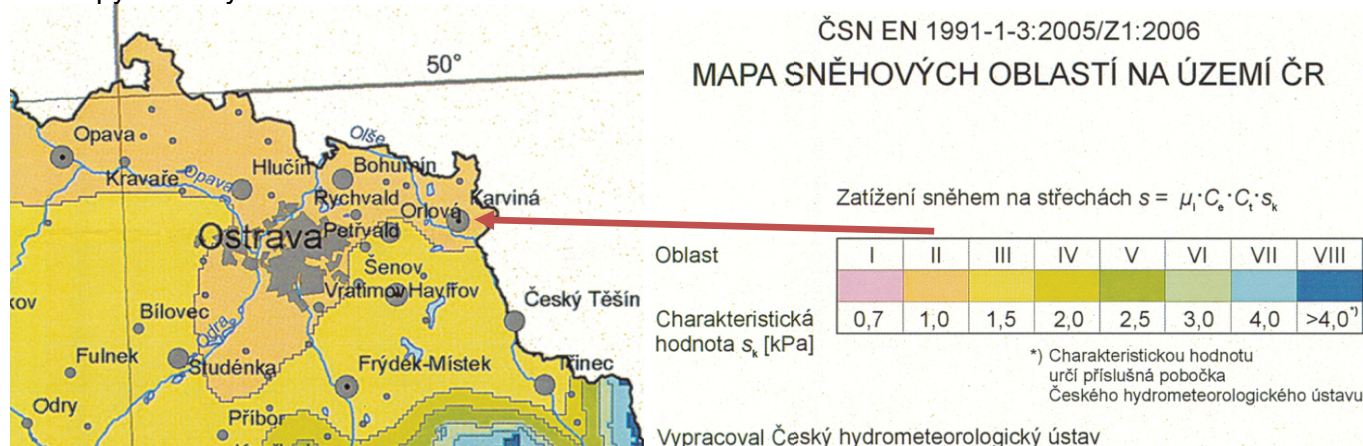 50°
Olše
Opava
Hlučín
Bohumín
Kravaře
Opava
Rychvald
Karviná
Orlová
Ostrava
Petřvald
Šenov
Vratimov
Havířov
Český Těšín
Bílovec
Odra
Fulnek
Studénka
Frýdek-Místek
Třinec
Odry
Příbor
ČSN EN 1991-1-3:2005/Z1:2006
MAPA SNĚHOVÝCH OBLASTÍ NA ÚZEMÍ ČR
Zatížení sněhem na střechách s = μi·Ce·Ct·sk
Oblast I II III IV V VI VII VIII
Charakteristická
hodnota sk [kPa] 0,7 1,0 1,5 2,0 2,5 3,0 4,0 >4,0*)
*) Charakteristickou hodnotu
určí příslušná pobočka
Českého hydrometeorologického ústavu
Vypracoval Český hydrometeorologický ústav